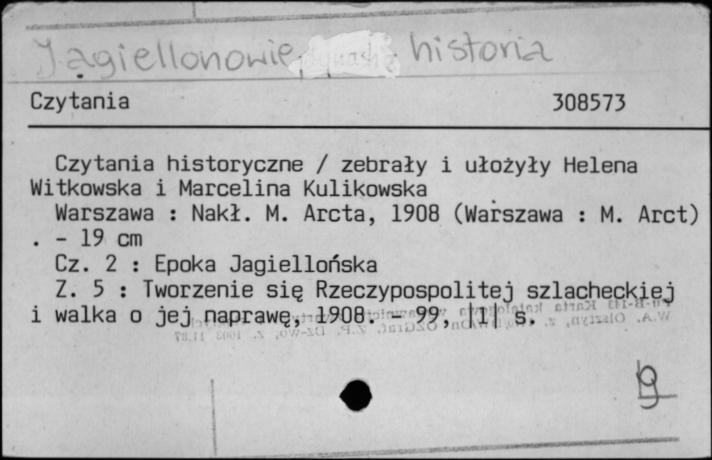 Jagiellonowie, historia
Czytania 308573
Czytania historyczne / zebrały i ułożyły Helena
Witkowska i Marcelina Kulikowska
Warszawa : Nakł. M. Arcta, 1908 (Warszawa : M. Arct)
. - 19 cm
Cz. 2 : Epoka Jagiellońska
Z. 5 : Tworzenie się Rzeczypospolitej szlacheckiej
i walka o jej naprawę, 1908. - 99, |1| s.